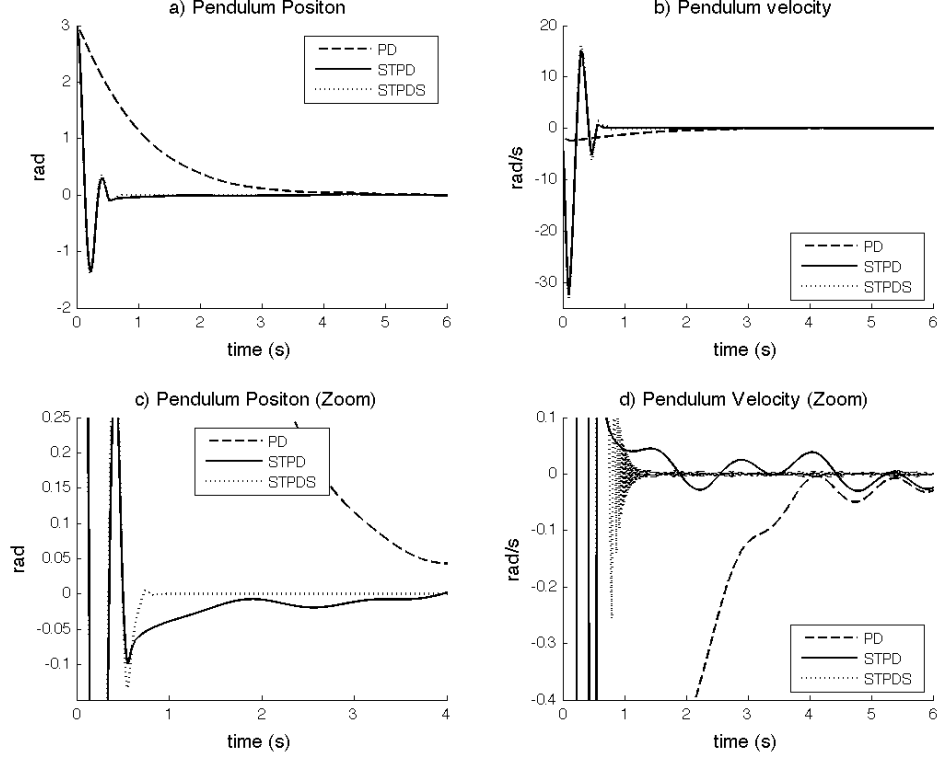 a) Pendulum Positon
3
2
1
0
-1
-2
rad
PD
STPD
STPDS
0 1 2 3 4 5 6
time (s)
b) Pendulum velocity
20
10
0
-10
-20
-30
rad/s
PD
STPD
STPDS
0 1 2 3 4 5 6
time (s)
c) Pendulum Positon (Zoom)
0.25
0.2
0.15
0.1
0.05
0
-0.05
-0.1
rad
PD
STPD
STPDS
0 1 2 3 4
time (s)
d) Pendulum Velocity (Zoom)
0.1
0
-0.1
-0.2
-0.3
-0.4
rad/s
PD
STPD
STPDS
0 1 2 3 4 5 6
time (s)